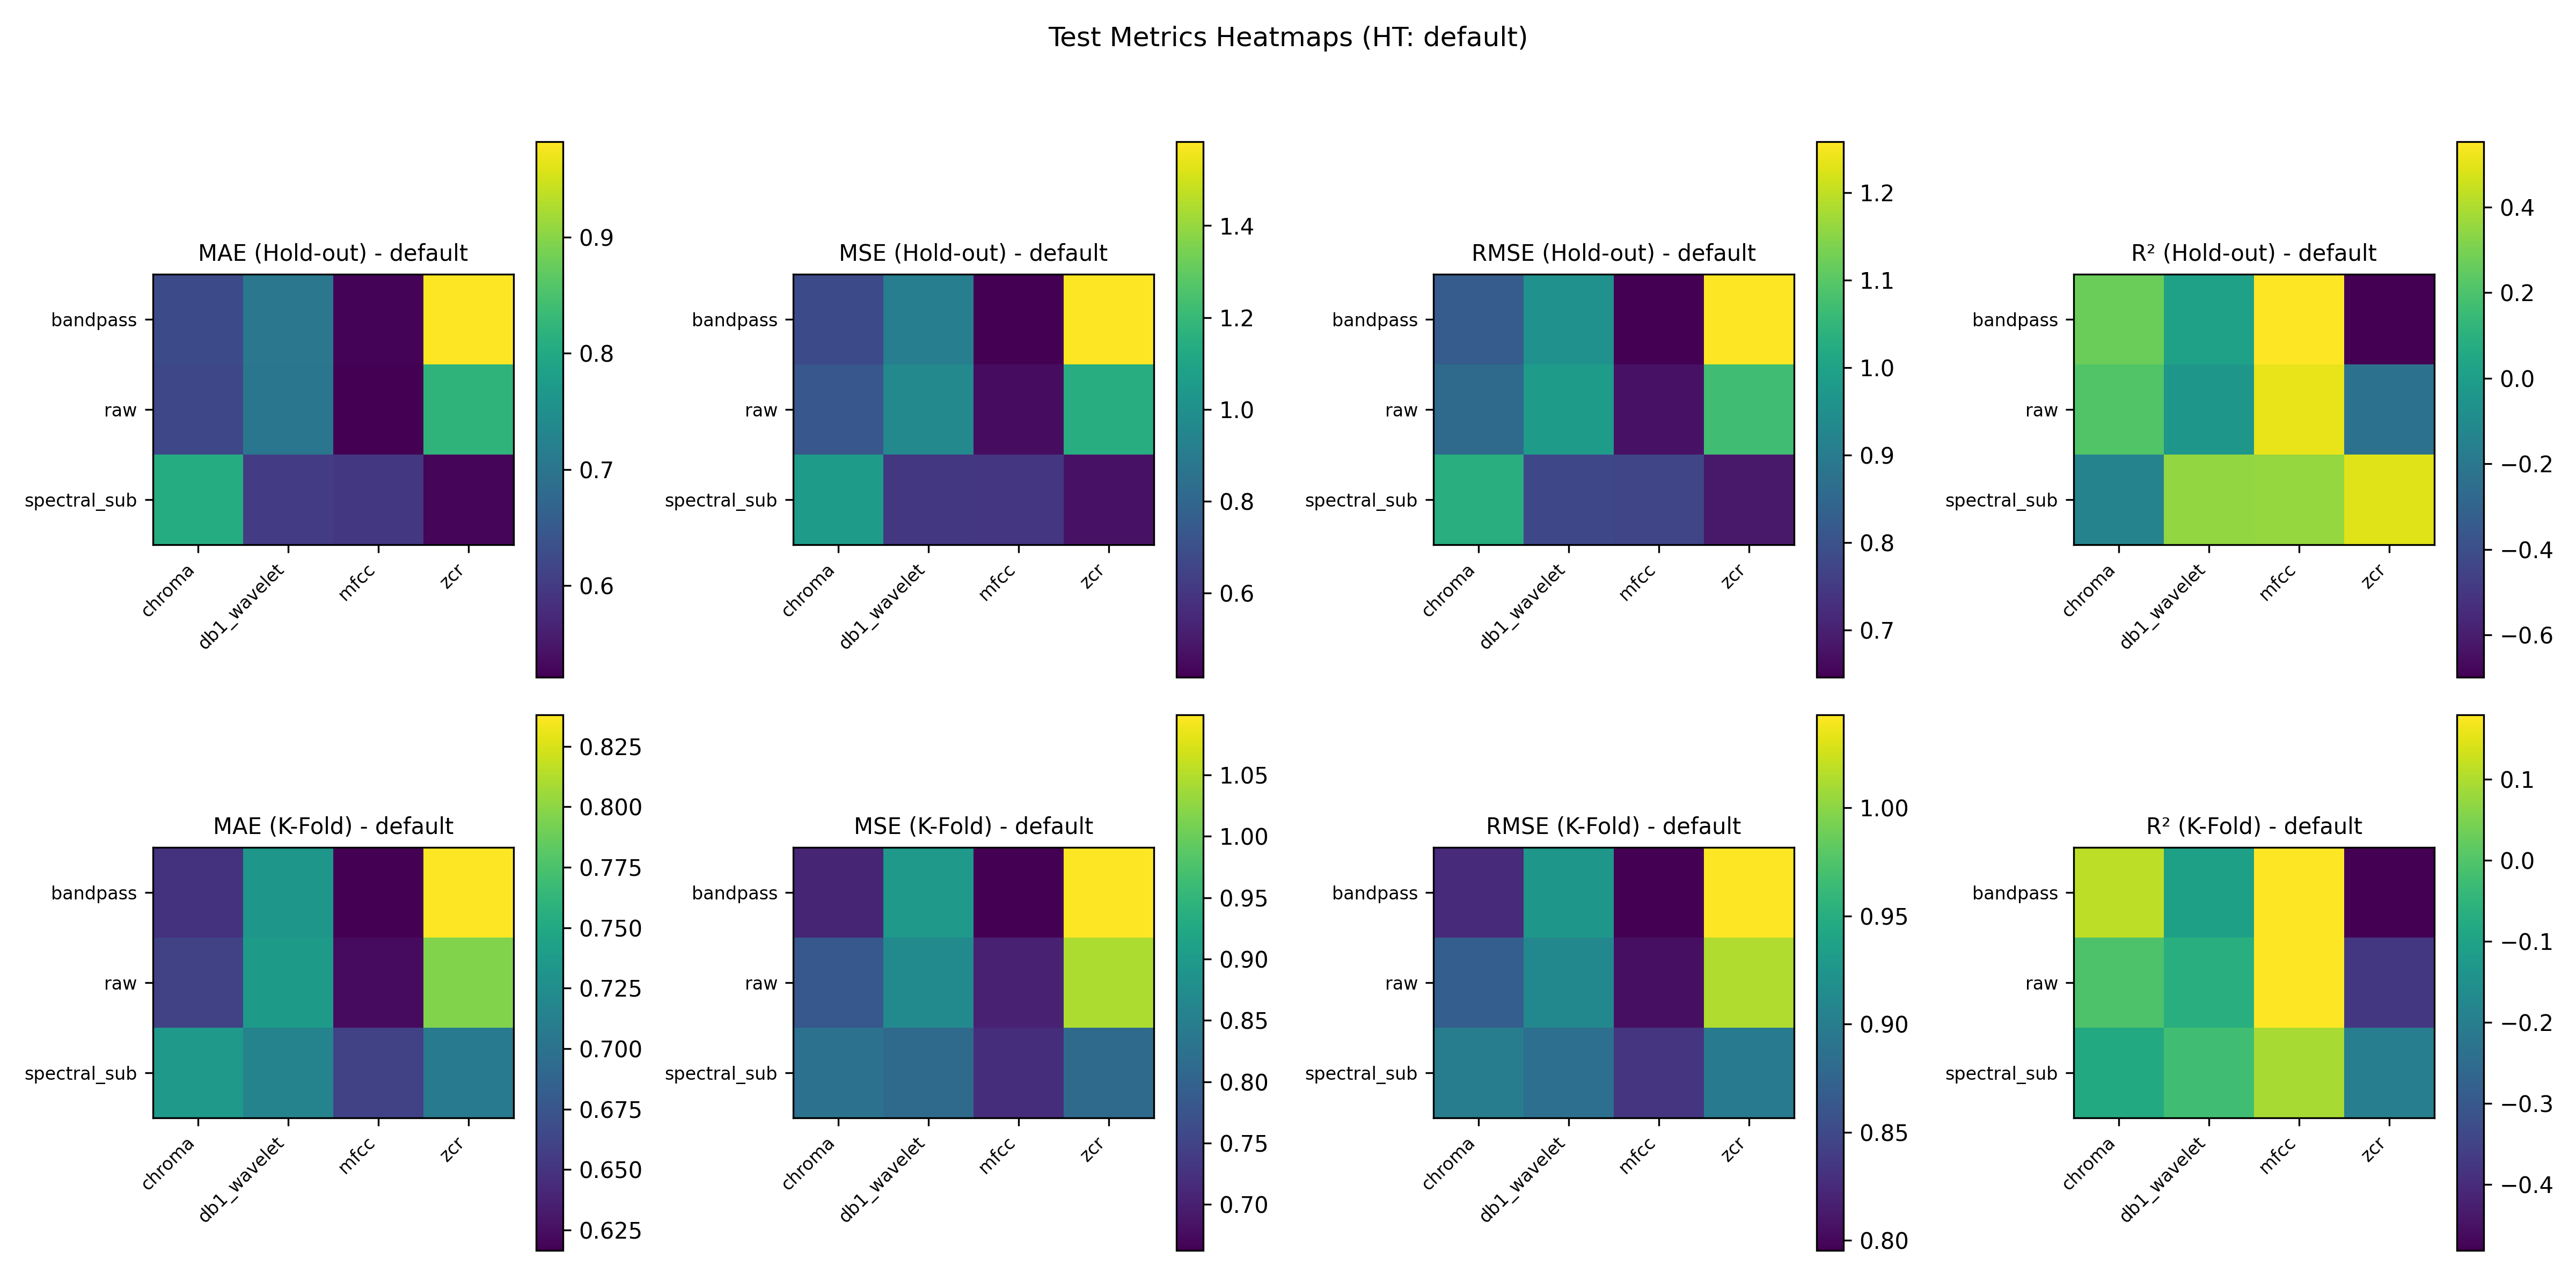 Test Metrics Heatmaps (HT: default)
MAE (Hold-out) - default
bandpass
raw
spectral_sub
chroma
db1_wavelet
mfcc
zcr
0.9
0.8
0.7
0.6
MSE (Hold-out) - default
bandpass
raw
spectral_sub
chroma
db1_wavelet
mfcc
zcr
1.4
1.2
1.0
0.8
0.6
RMSE (Hold-out) - default
bandpass
raw
spectral_sub
chroma
db1_wavelet
mfcc
zcr
1.2
1.1
1.0
0.9
0.8
0.7
R² (Hold-out) - default
bandpass
raw
spectral_sub
chroma
db1_wavelet
mfcc
zcr
0.4
0.2
0.0
−0.2
−0.4
−0.6
MAE (K-Fold) - default
bandpass
raw
spectral_sub
chroma
db1_wavelet
mfcc
zcr
0.825
0.800
0.775
0.750
0.725
0.700
0.675
0.650
0.625
MSE (K-Fold) - default
bandpass
raw
spectral_sub
chroma
db1_wavelet
mfcc
zcr
1.05
1.00
0.95
0.90
0.85
0.80
0.75
0.70
RMSE (K-Fold) - default
bandpass
raw
spectral_sub
chroma
db1_wavelet
mfcc
zcr
1.00
0.95
0.90
0.85
0.80
R² (K-Fold) - default
bandpass
raw
spectral_sub
chroma
db1_wavelet
mfcc
zcr
0.1
0.0
−0.1
−0.2
−0.3
−0.4